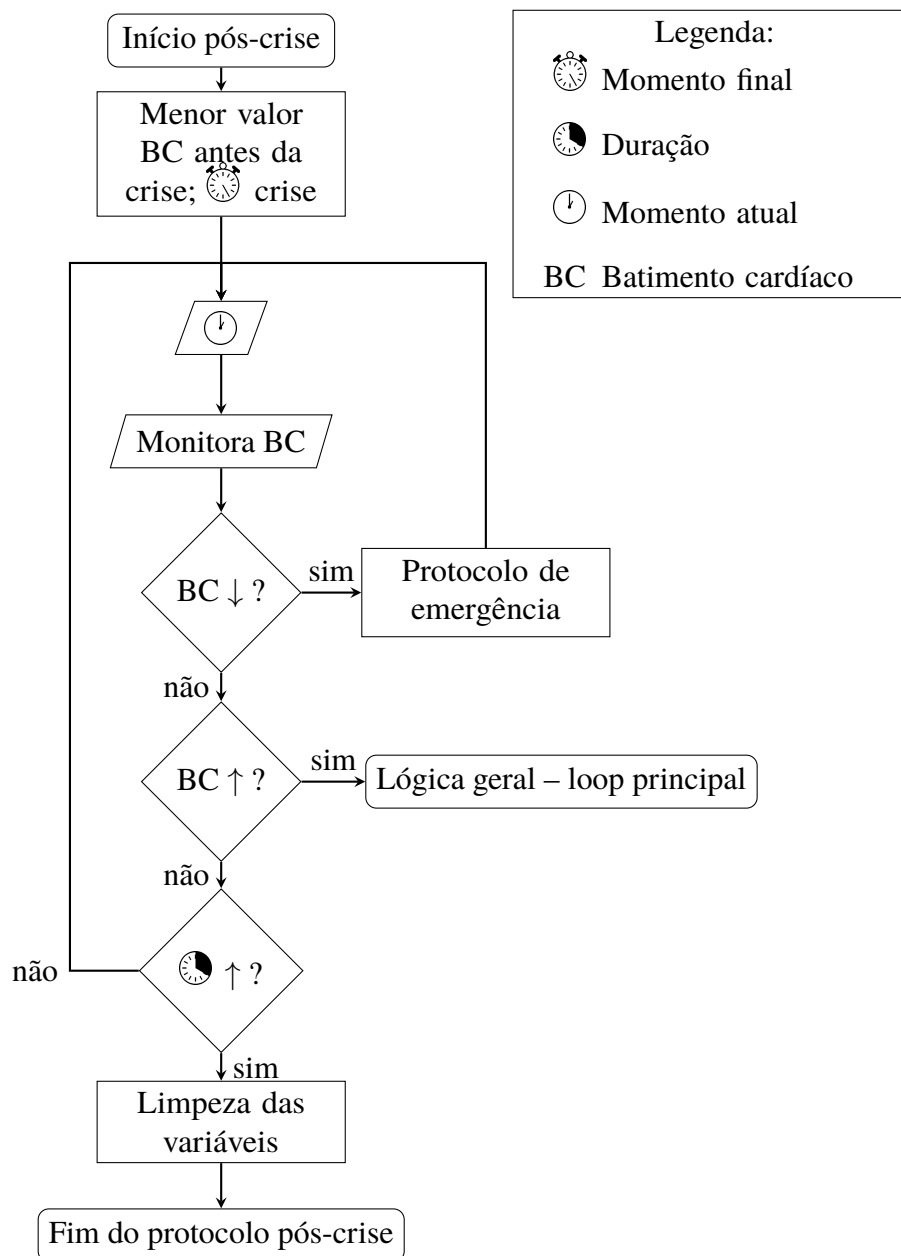 Início pós-crise
Menor valor
BC antes da
crise; crise
Monitora BC
BC ↓ ?
sim
Protocolo de
emergência
não
BC ↑ ?
sim
Lógica geral – loop principal
não
↑ ?
não
sim
Limpeza das
variáveis
Fim do protocolo pós-crise
Legenda:
Momento final
Duração
Momento atual
BC Batimento cardíaco